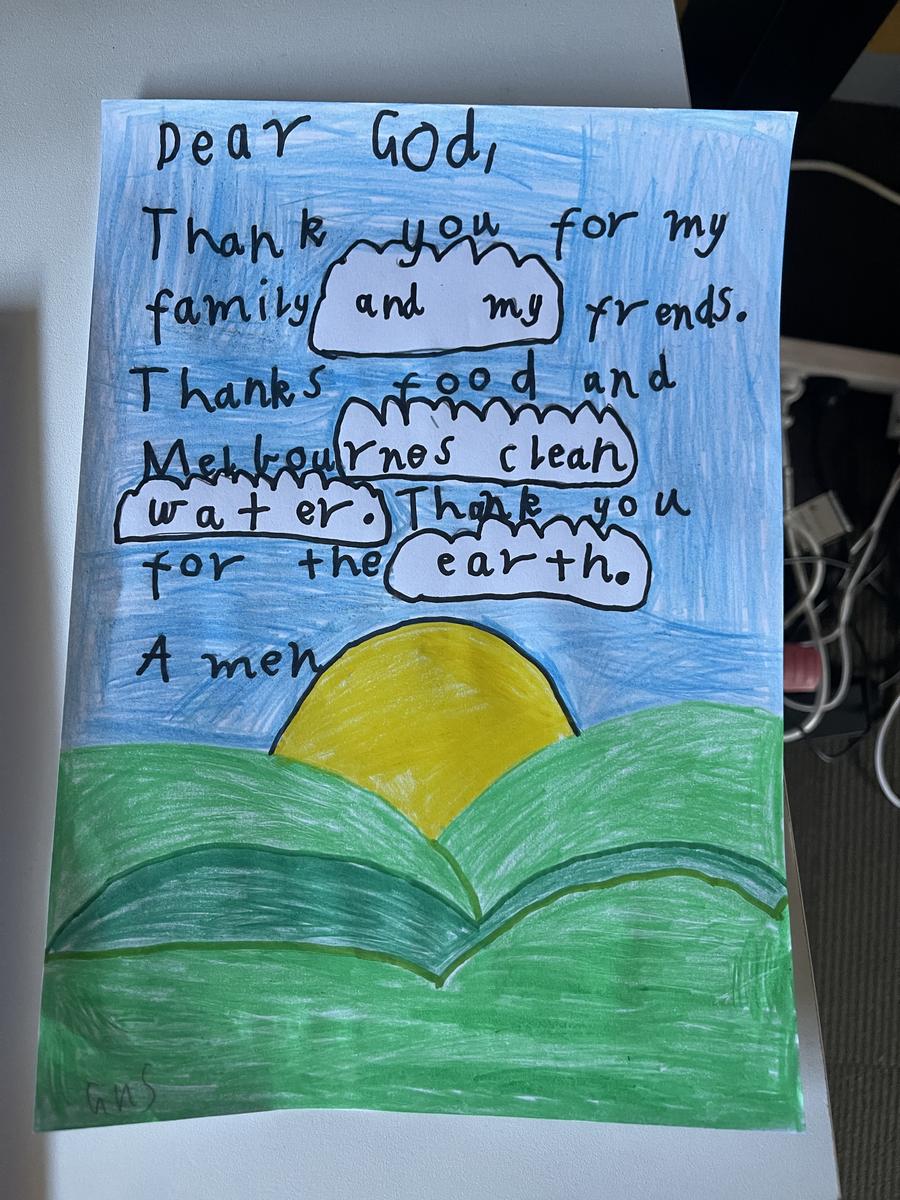 Dear God,
Thank you for my
family and my frends.
Thanks food and
Melbournes clean
water. Thank you
for the earth.
Amen
GNS